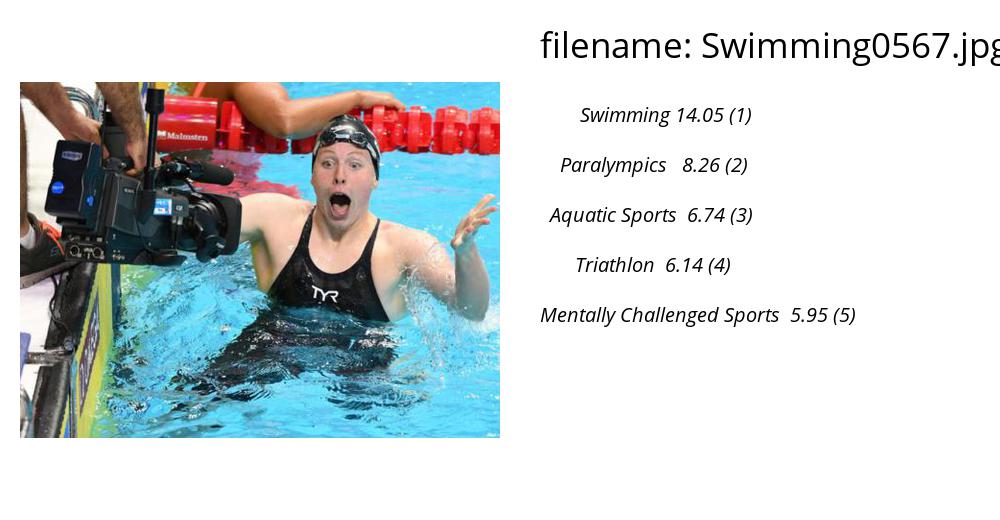 filename: Swimming0567.jpg
Swimming 14.05 (1)
Paralympics 8.26 (2)
Aquatic Sports 6.74 (3)
Triathlon 6.14 (4)
Mentally Challenged Sports 5.95 (5)
Malmsten
TYR